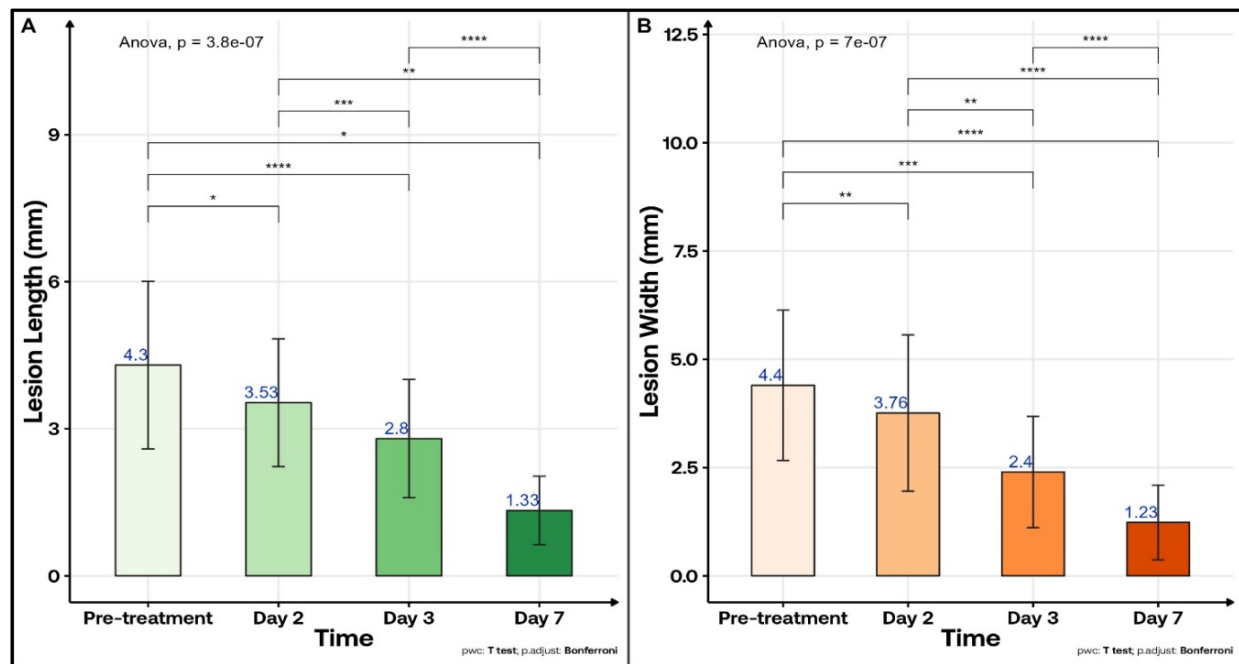 A
Anova, p = 3.8e-07
****
**
***
*
****
*
9
6
3
0
Lesion Length (mm)
4.3
3.53
2.8
1.33
Pre-treatment Day 2 Day 3 Day 7
Time
pwc: T test; p.adjust: Bonferroni
B
Anova, p = 7e-07
****
****
**
****
***
**
12.5
10.0
7.5
5.0
2.5
0.0
Lesion Width (mm)
4.4
3.76
2.4
1.23
Pre-treatment Day 2 Day 3 Day 7
Time
pwc: T test; p.adjust: Bonferroni